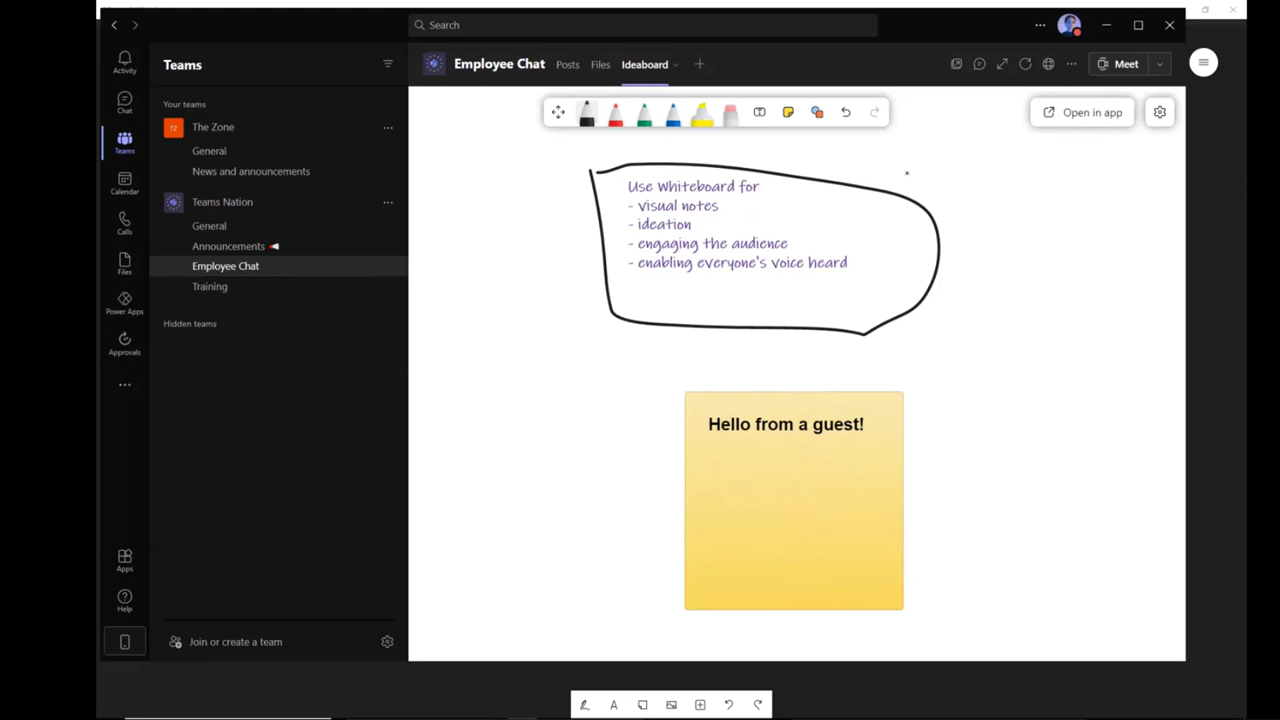 Search
Activity
Chat
Teams
Calendar
Calls
Files
Power Apps
Approvals
Apps
Help
Teams
Your teams
TZ The Zone
General
News and announcements
Teams Nation
General
Announcements
Employee Chat
Training
Hidden teams
Join or create a team
Employee Chat Posts Files Ideaboard Meet
Open in app
Use Whiteboard for
- visual notes
- ideation
- engaging the audience
- enabling everyone's voice heard
Hello from a guest!